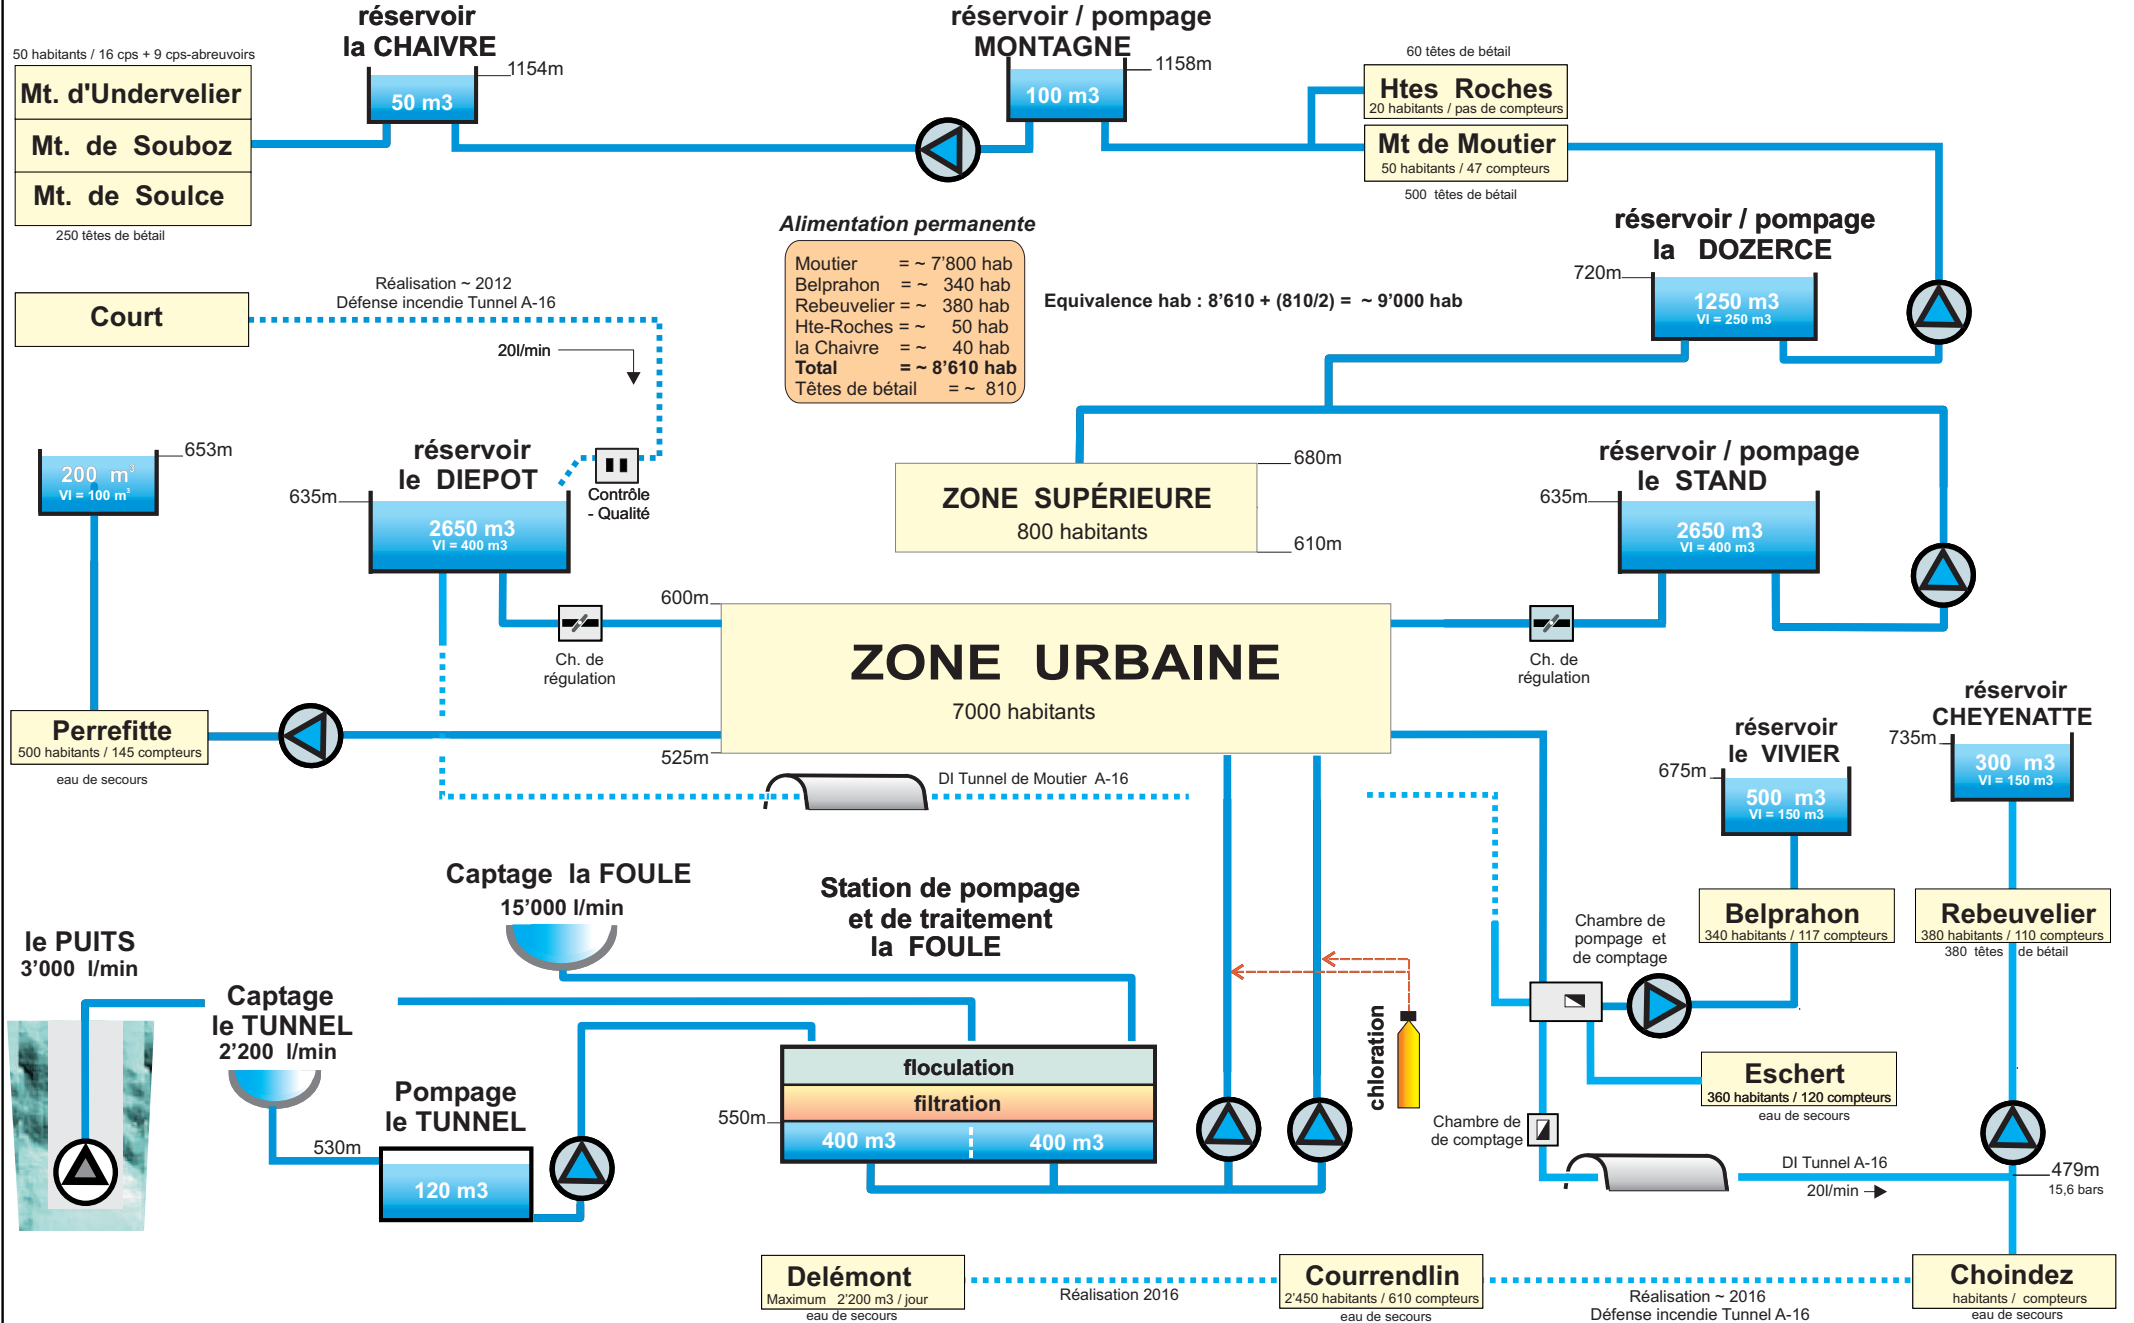 réservoir
la CHAIVRE
1154m
50 m3
50 habitants / 16 cps + 9 cps-abreuvoirs
Mt. d'Undervelier
Mt. de Souboz
Mt. de Soulce
250 têtes de bétail
réservoir / pompage
MONTAGNE
1158m
100 m3
60 têtes de bétail
Htes Roches
20 habitants / pas de compteurs
Mt de Moutier
50 habitants / 47 compteurs
500 têtes de bétail
Alimentation permanente
Moutier = ~ 7'800 hab
Belprahon = ~ 340 hab
Rebeuvelier = ~ 380 hab
Hte-Roches = ~ 50 hab
la Chaivre = ~ 40 hab
Total = ~ 8'610 hab
Têtes de bétail = ~ 810
Equivalence hab : 8'610 + (810/2) = ~ 9'000 hab
réservoir / pompage
la DOZERCE
720m
1250 m3
VI = 250 m3
Court
Réalisation ~ 2012
Défense incendie Tunnel A-16
20l/min
653m
200 m³
VI = 100 m³
réservoir
le DIEPOT
635m
2650 m3
VI = 400 m3
Contrôle
- Qualité
ZONE SUPÉRIEURE
800 habitants
680m
610m
réservoir / pompage
le STAND
635m
2650 m3
VI = 400 m3
Ch. de
régulation
600m
ZONE URBAINE
7000 habitants
525m
Ch. de
régulation
Perrefitte
500 habitants / 145 compteurs
eau de secours
DI Tunnel de Moutier A-16
réservoir
le VIVIER
675m
500 m3
VI = 150 m3
réservoir
CHEYENATTE
735m
300 m3
VI = 150 m3
Captage la FOULE
15'000 l/min
Station de pompage
et de traitement
la FOULE
Chambre de
pompage et
de comptage
Belprahon
340 habitants / 117 compteurs
Rebeuvelier
380 habitants / 110 compteurs
380 têtes de bétail
le PUITS
3'000 l/min
Captage
le TUNNEL
2'200 l/min
Pompage
le TUNNEL
530m
120 m3
floculation
filtration
550m
400 m3
400 m3
chloration
Eschert
360 habitants / 120 compteurs
eau de secours
Chambre de
de comptage
DI Tunnel A-16
20l/min
479m
15,6 bars
Delémont
Maximum 2'200 m3 / jour
eau de secours
Réalisation 2016
Courrendlin
2'450 habitants / 610 compteurs
eau de secours
Réalisation ~ 2016
Défense incendie Tunnel A-16
Choindez
habitants / compteurs
eau de secours